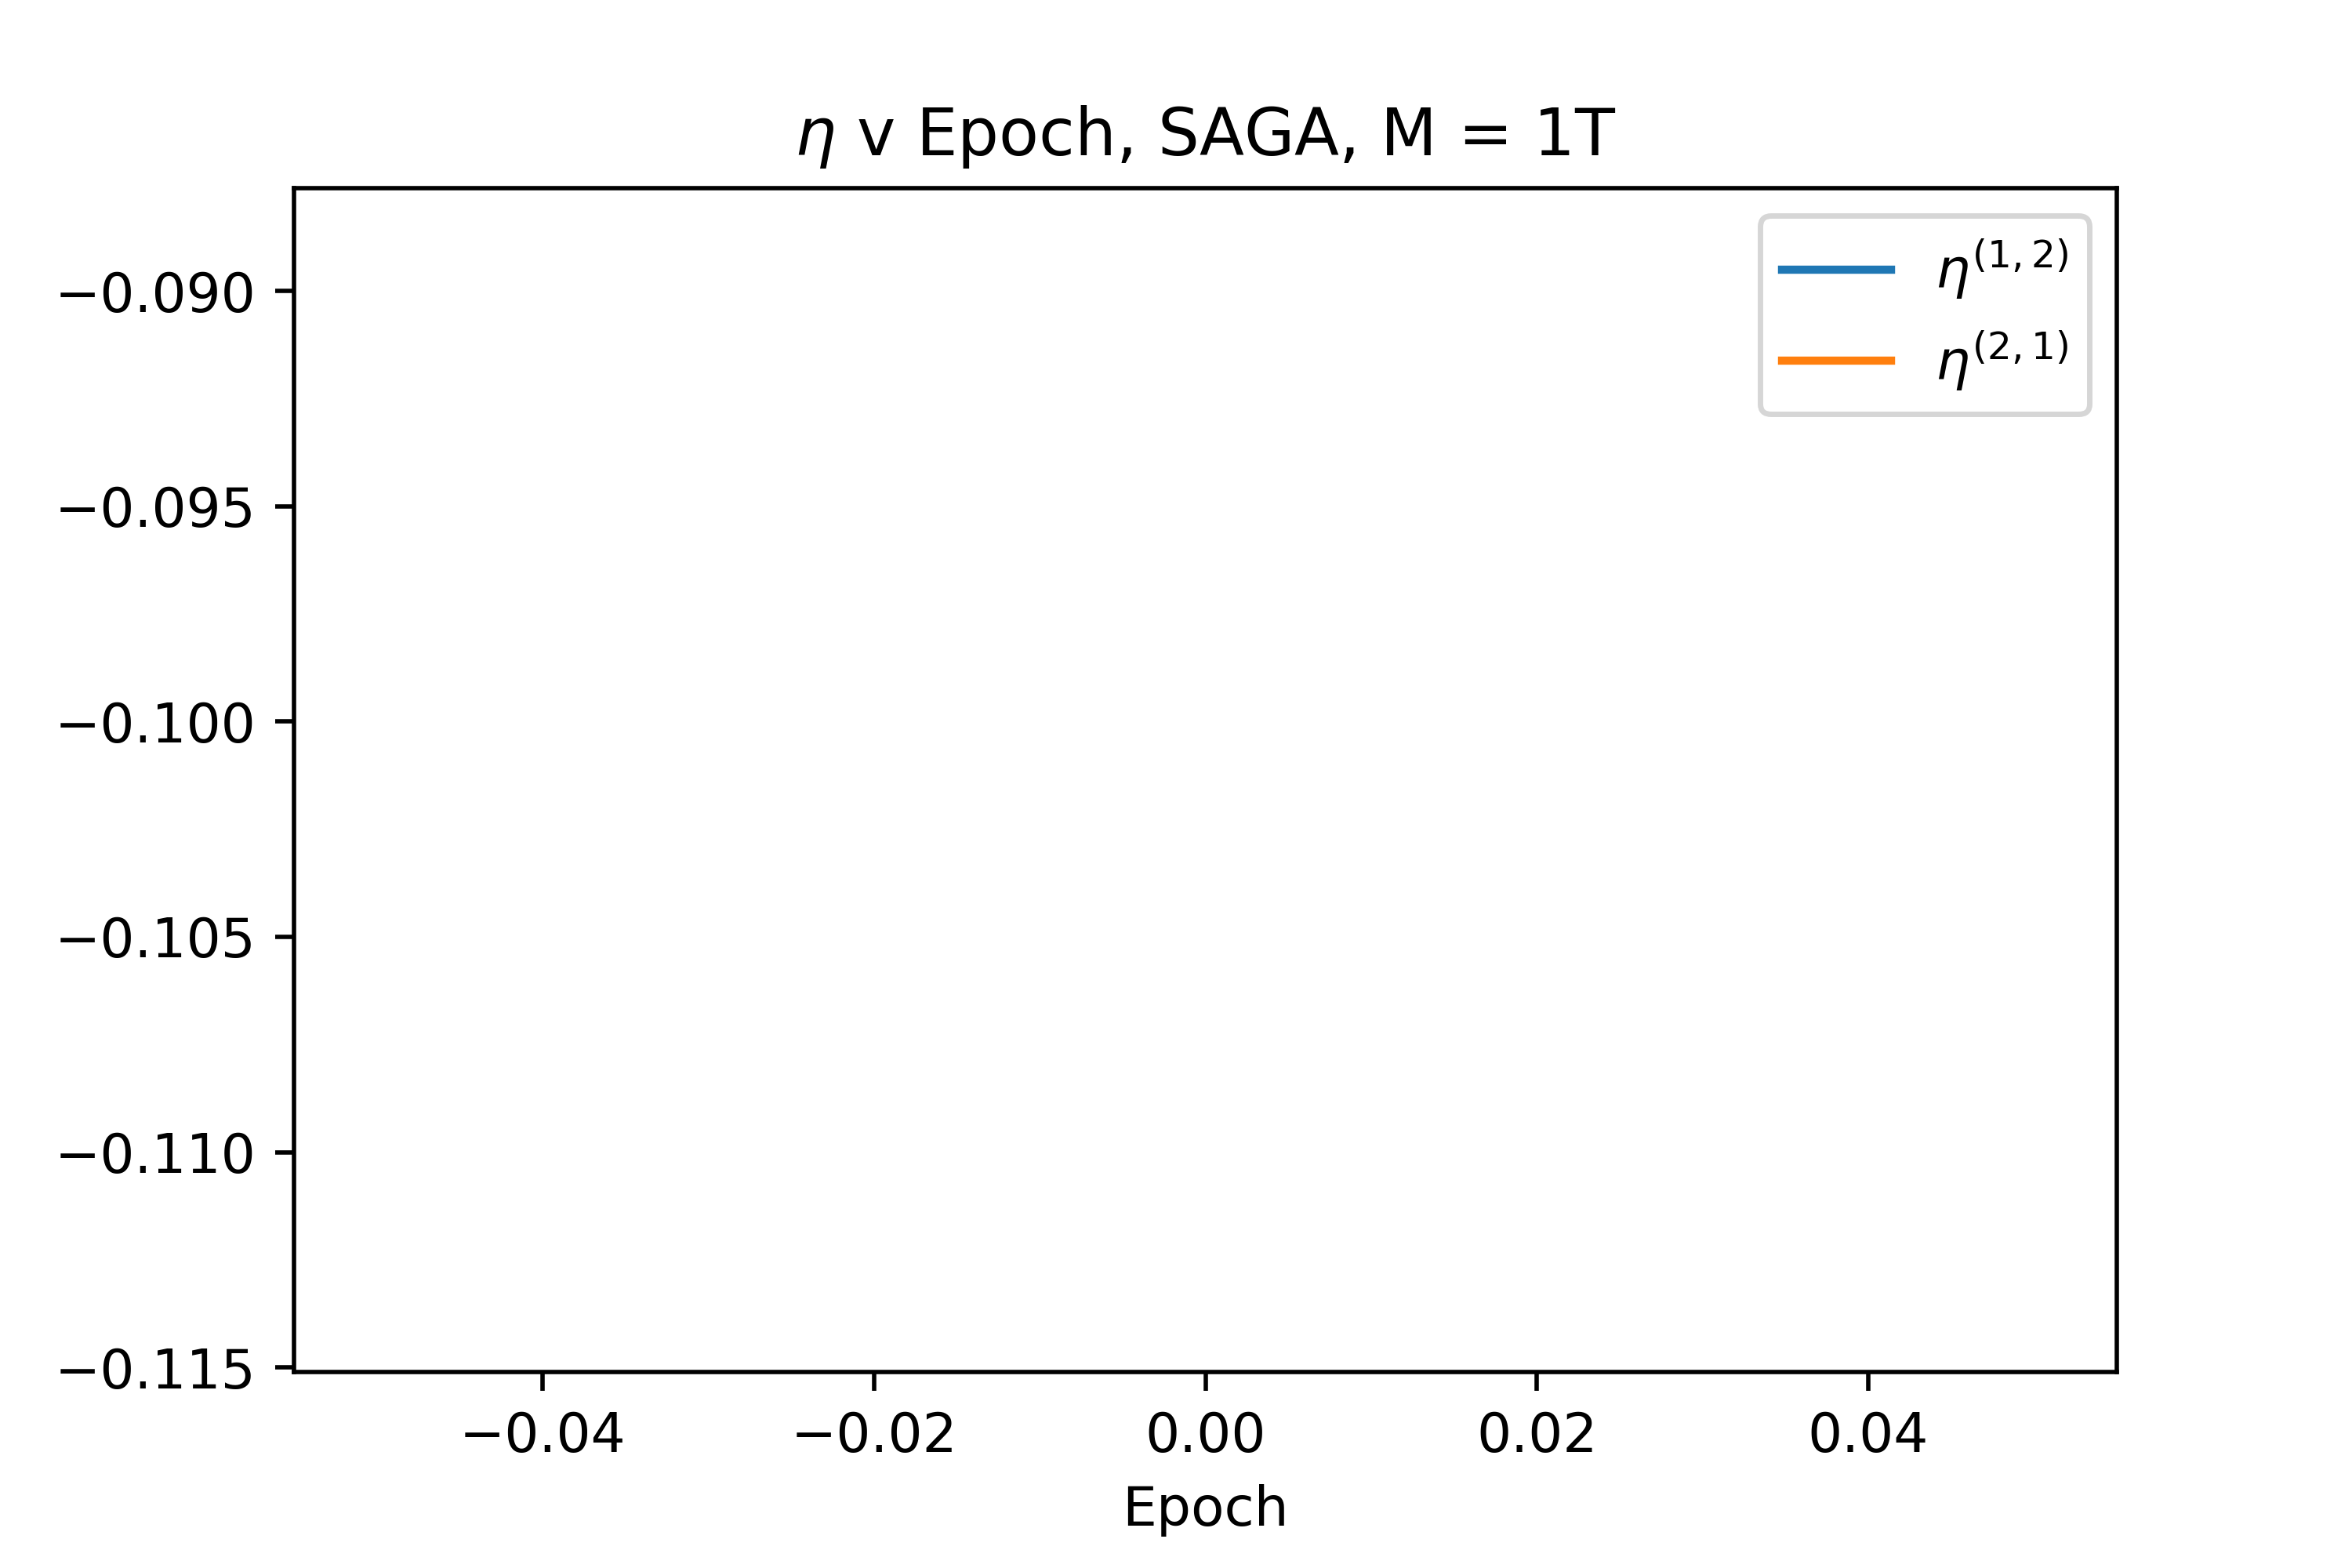 η v Epoch, SAGA, M = 1T
η^(1, 2)
η^(2, 1)
−0.090
−0.095
−0.100
−0.105
−0.110
−0.115
−0.04 −0.02 0.00 0.02 0.04
Epoch